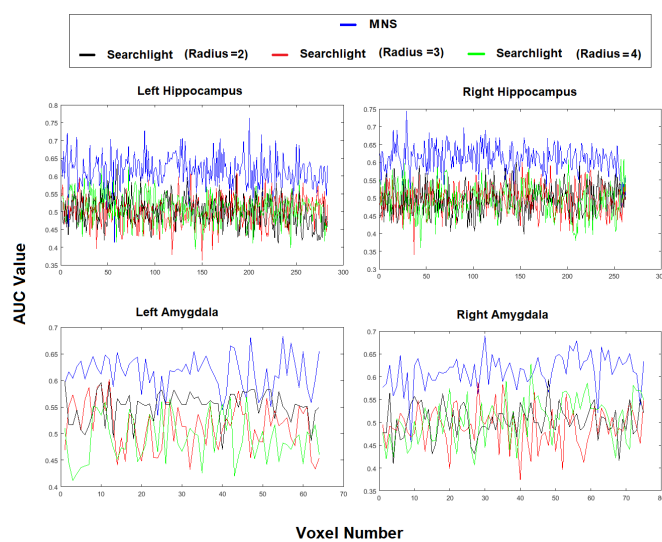 MNS
Searchlight (Radius=2) Searchlight (Radius=3) Searchlight (Radius=4)
Left Hippocampus
Right Hippocampus
0.8
0.75
0.7
0.65
0.6
0.55
0.5
0.45
0.4
0.35
0 50 100 150 200 250 300
0.75
0.7
0.65
0.6
0.55
0.5
0.45
0.4
0.35
0.3
0 50 100 150 200 250 300
AUC Value
Left Amygdala
Right Amygdala
0.7
0.65
0.6
0.55
0.5
0.45
0.4
0 10 20 30 40 50 60 70
0.7
0.65
0.6
0.55
0.5
0.45
0.4
0.35
0 10 20 30 40 50 60 70 80
Voxel Number